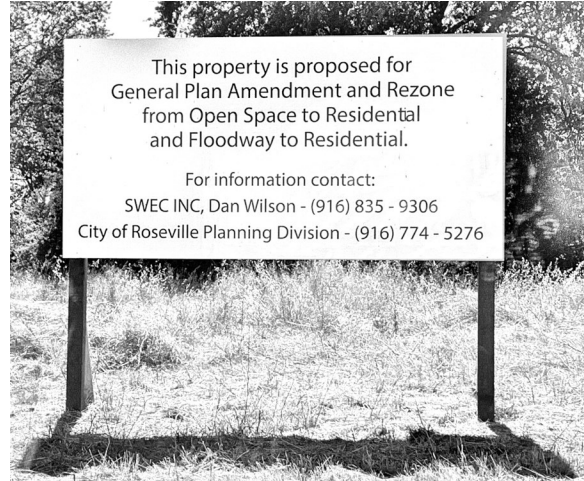 This property is proposed for
General Plan Amendment and Rezone
from Open Space to Residential
and Floodway to Residential.
For information contact:
SWEC INC, Dan Wilson - (916) 835 - 9306
City of Roseville Planning Division - (916) 774 - 5276